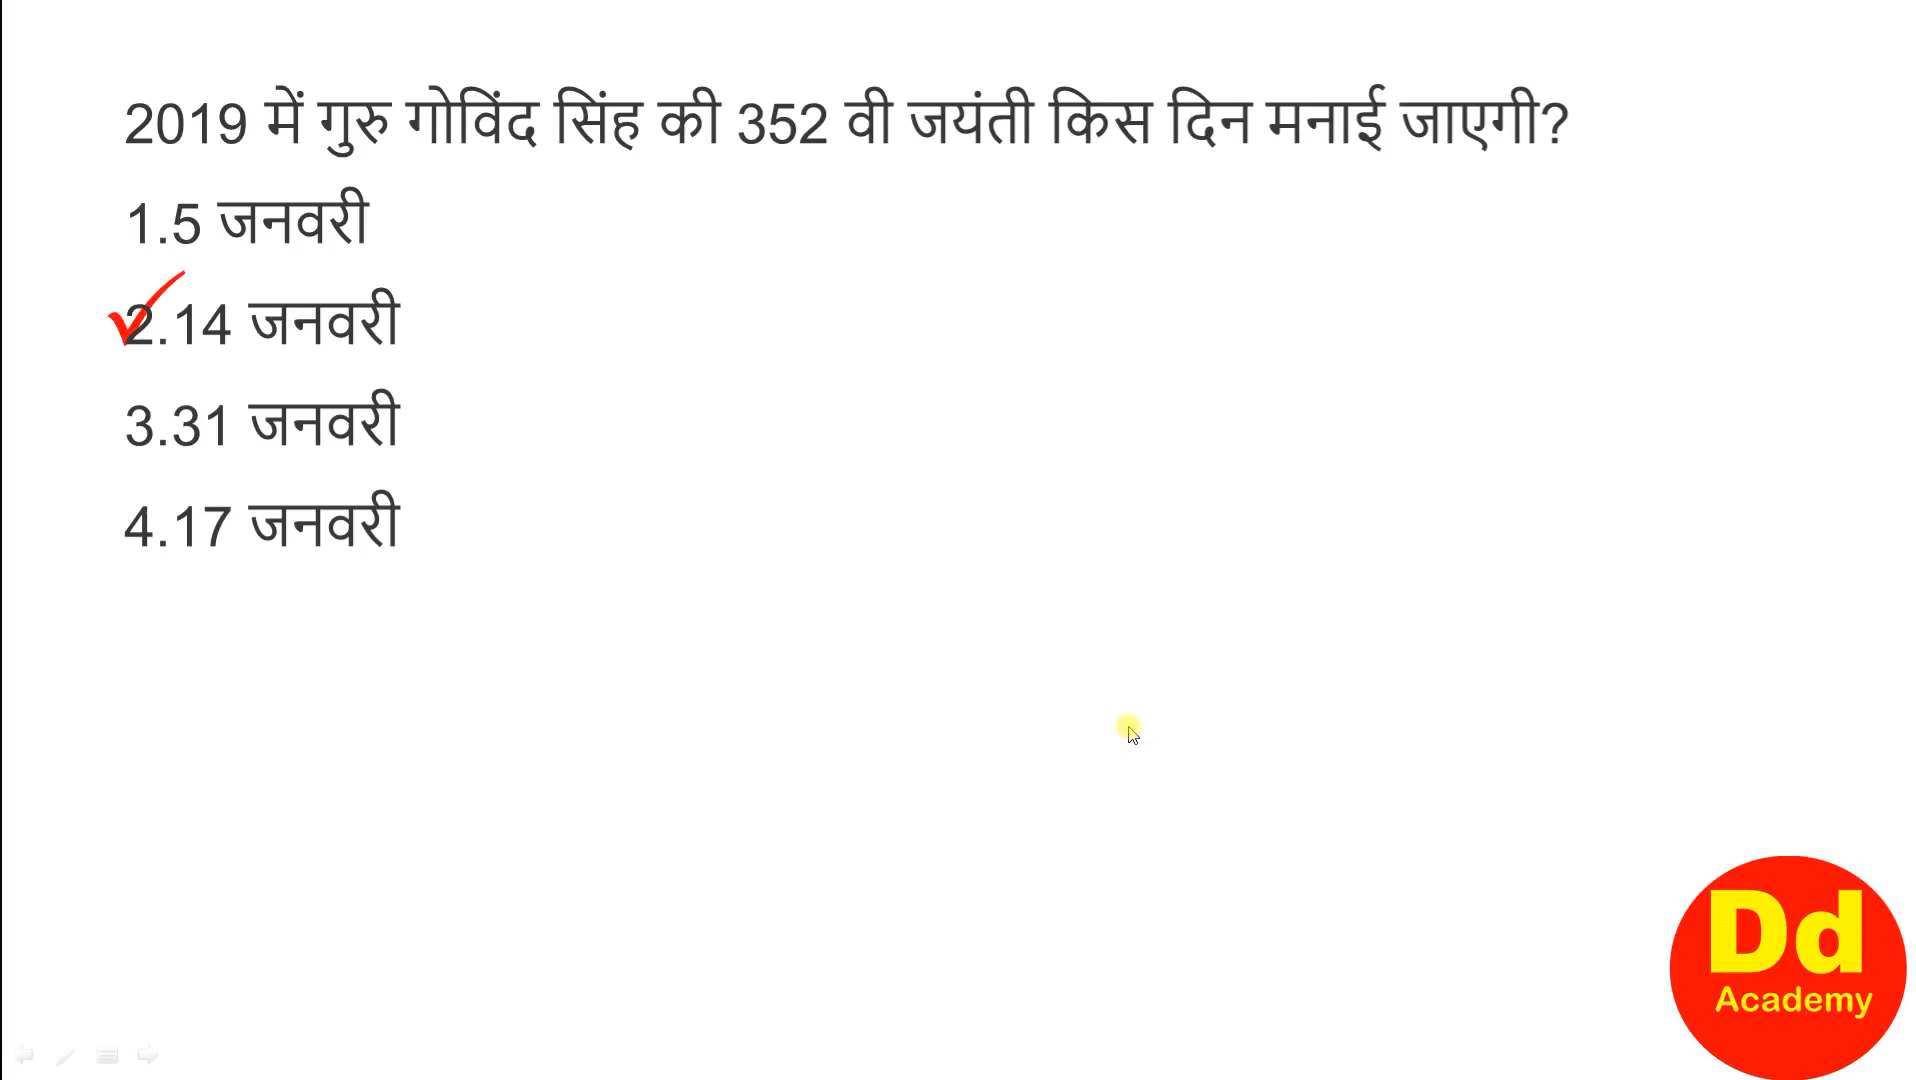 2019 में गुरु गोविंद सिंह की 352 वी जयंती किस दिन मनाई जाएगी?
1.5 जनवरी
2.14 जनवरी
3.31 जनवरी
4.17 जनवरी
Dd
Academy